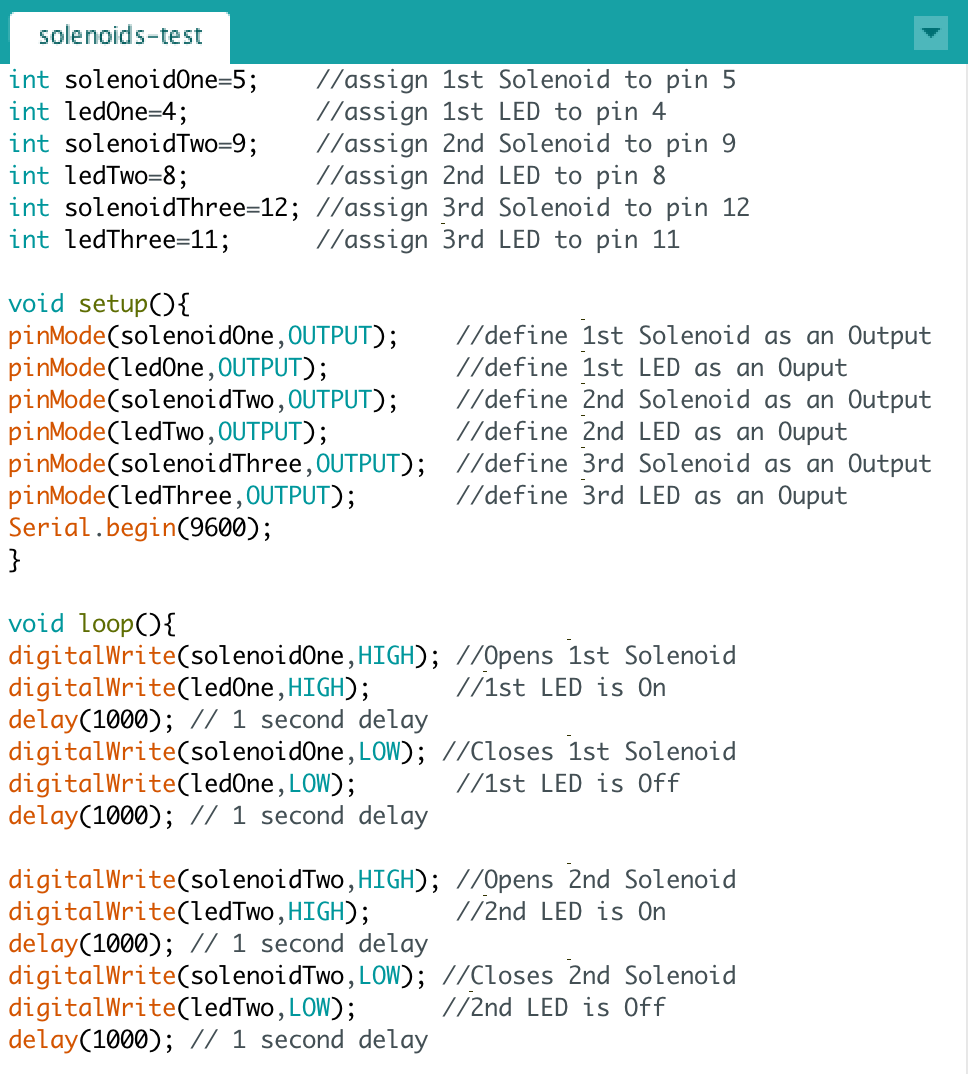 solenoids-test
int solenoidOne=5;    //assign 1st Solenoid to pin 5
int ledOne=4;         //assign 1st LED to pin 4
int solenoidTwo=9;    //assign 2nd Solenoid to pin 9
int ledTwo=8;         //assign 2nd LED to pin 8
int solenoidThree=12; //assign 3rd Solenoid to pin 12
int ledThree=11;      //assign 3rd LED to pin 11

void setup(){
pinMode(solenoidOne,OUTPUT);    //define 1st Solenoid as an Output
pinMode(ledOne,OUTPUT);         //define 1st LED as an Ouput
pinMode(solenoidTwo,OUTPUT);    //define 2nd Solenoid as an Output
pinMode(ledTwo,OUTPUT);         //define 2nd LED as an Ouput
pinMode(solenoidThree,OUTPUT);  //define 3rd Solenoid as an Output
pinMode(ledThree,OUTPUT);       //define 3rd LED as an Ouput
Serial.begin(9600);
}

void loop(){
digitalWrite(solenoidOne,HIGH); //Opens 1st Solenoid
digitalWrite(ledOne,HIGH);      //1st LED is On
delay(1000); // 1 second delay
digitalWrite(solenoidOne,LOW); //Closes 1st Solenoid
digitalWrite(ledOne,LOW);       //1st LED is Off
delay(1000); // 1 second delay

digitalWrite(solenoidTwo,HIGH); //Opens 2nd Solenoid
digitalWrite(ledTwo,HIGH);      //2nd LED is On
delay(1000); // 1 second delay
digitalWrite(solenoidTwo,LOW); //Closes 2nd Solenoid
digitalWrite(ledTwo,LOW);      //2nd LED is Off
delay(1000); // 1 second delay